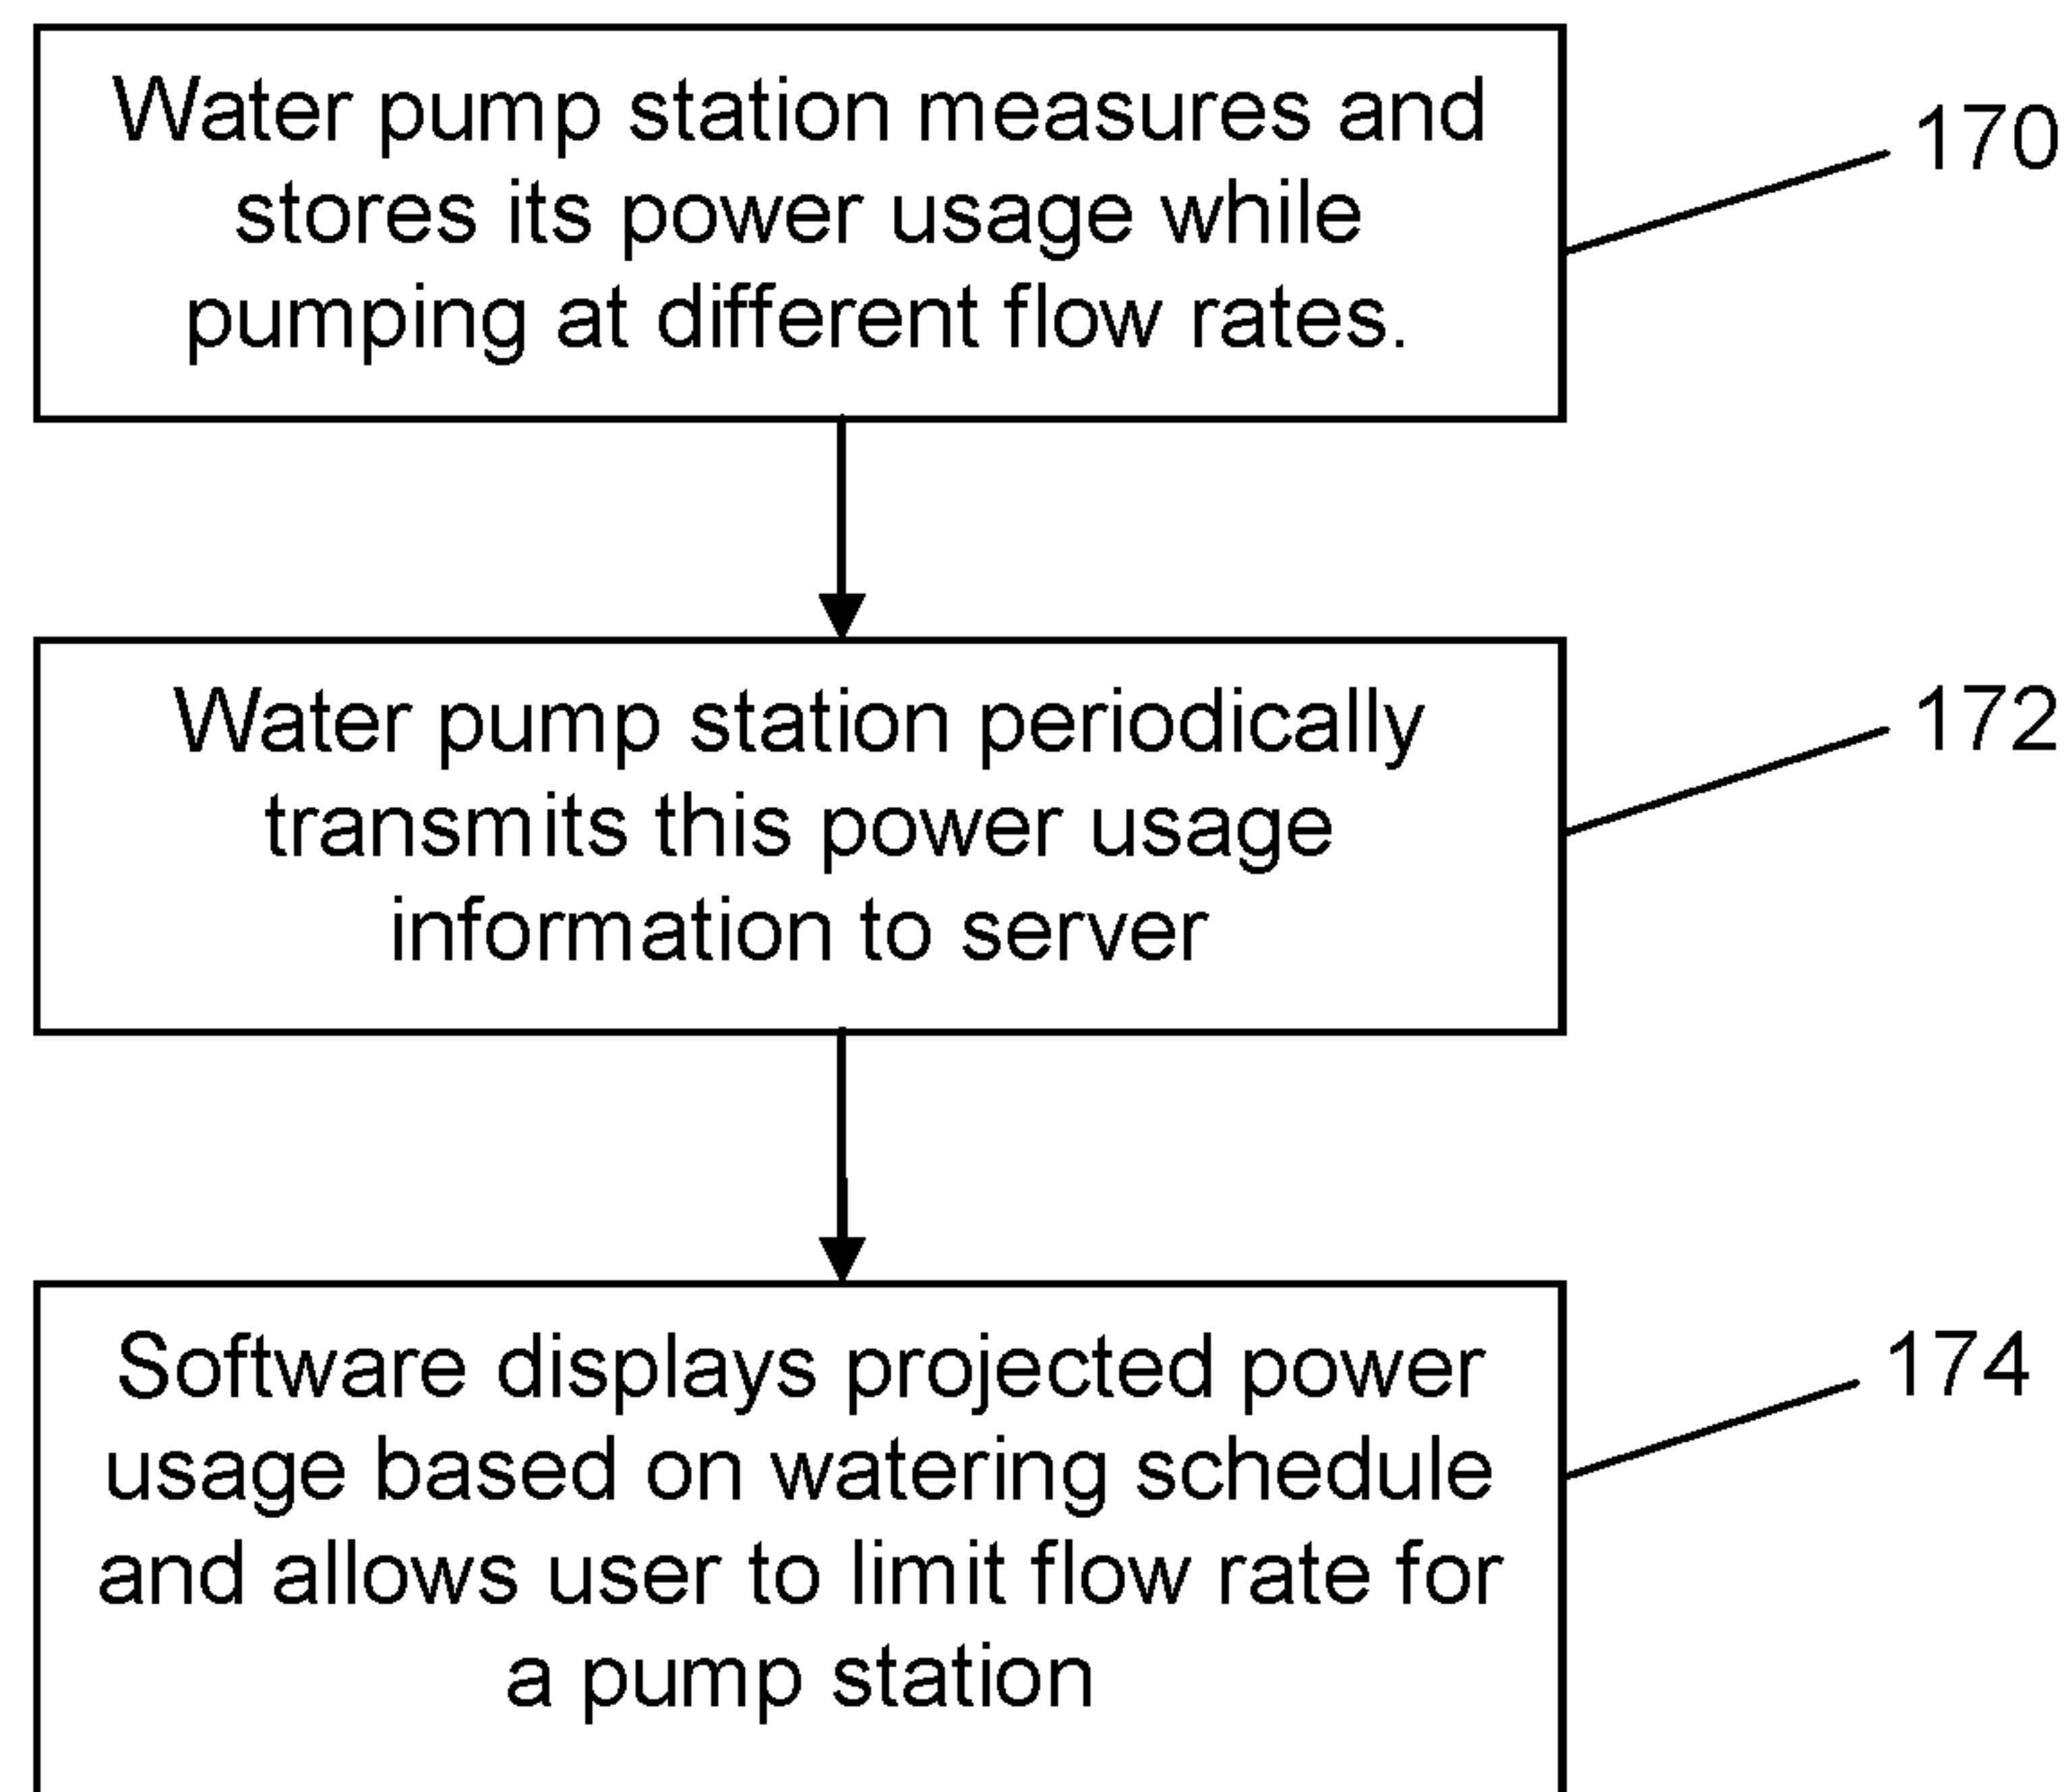 Water pump station measures and
stores its power usage while
pumping at different flow rates.
170
Water pump station periodically
transmits this power usage
information to server
172
Software displays projected power
usage based on watering schedule
and allows user to limit flow rate for
a pump station
174